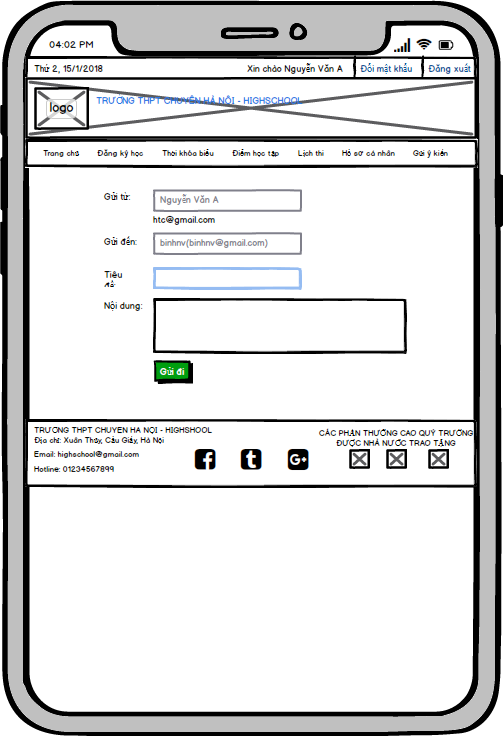 04:02 PM
Thứ 2, 15/1/2018 Xin chào Nguyễn Văn A Đổi mật khẩu Đăng xuất
logo
TRƯỜNG THPT CHUYÊN HÀ NỘI - HIGHSCHOOL
Trang chủ Đăng ký học Thời khóa biểu Điểm học tập Lịch thi Hồ sơ cá nhân Gửi ý kiến
Gửi từ: Nguyễn Văn A
htc@gmail.com
Gửi đến: binhnv(binhnv@gmail.com)
Tiêu
đề:
Nội dung:
Gửi đi
TRƯỜNG THPT CHUYÊN HÀ NỘI - HIGHSHOOL
Địa chỉ: Xuân Thủy, Cầu Giấy, Hà Nội
Email: highschool@gmail.com
Hotline: 01234567899
f t G+
CÁC PHẦN THƯỞNG CAO QUÝ TRƯỜNG
ĐƯỢC NHÀ NƯỚC TRAO TẶNG